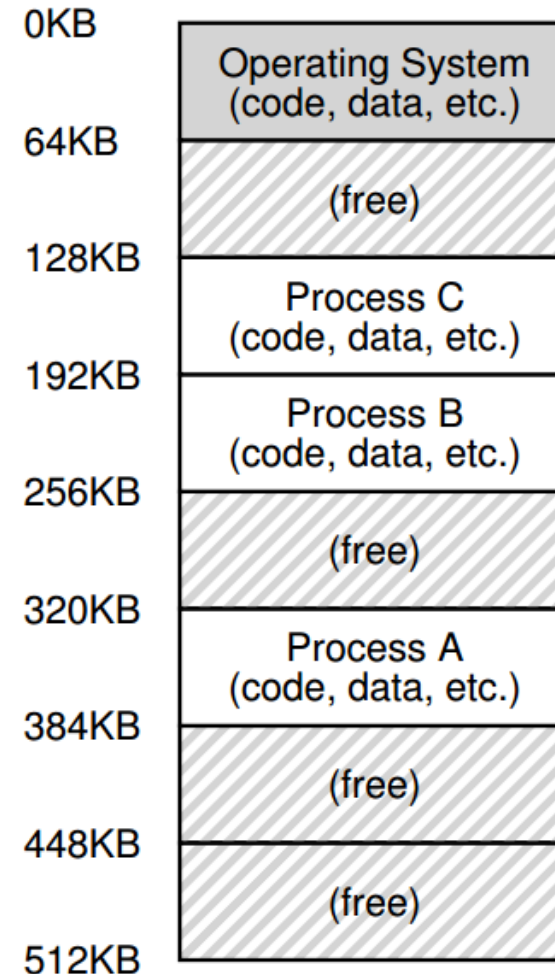 0KB
Operating System
(code, data, etc.)
64KB
(free)
128KB
Process C
(code, data, etc.)
192KB
Process B
(code, data, etc.)
256KB
(free)
320KB
Process A
(code, data, etc.)
384KB
(free)
448KB
(free)
512KB